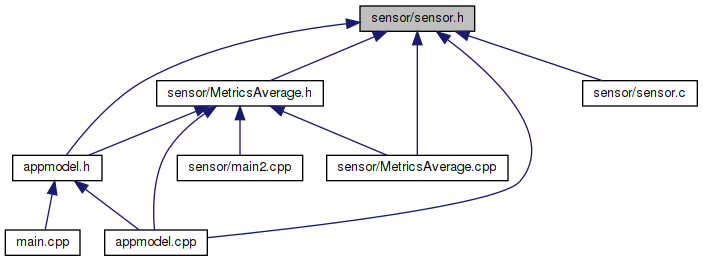 sensor/sensor.h
sensor/MetricsAverage.h
sensor/sensor.c
appmodel.h
sensor/main2.cpp
sensor/MetricsAverage.cpp
main.cpp
appmodel.cpp